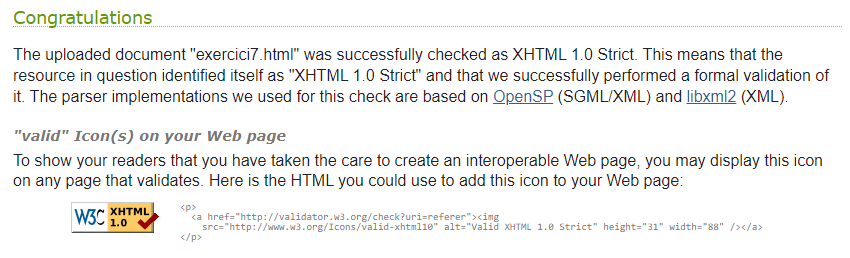 Congratulations
The uploaded document "exercici7.html" was successfully checked as XHTML 1.0 Strict. This means that the
resource in question identified itself as "XHTML 1.0 Strict" and that we successfully performed a formal validation of
it. The parser implementations we used for this check are based on OpenSP (SGML/XML) and libxml2 (XML).
"valid" Icon(s) on your Web page
To show your readers that you have taken the care to create an interoperable Web page, you may display this icon
on any page that validates. Here is the HTML you could use to add this icon to your Web page:
W3C XHTML
1.0
<p>
<a href="http://validator.w3.org/check?uri=referer"><img
src="http://www.w3.org/Icons/valid-xhtml10" alt="Valid XHTML 1.0 Strict" height="31" width="88" /></a>
</p>